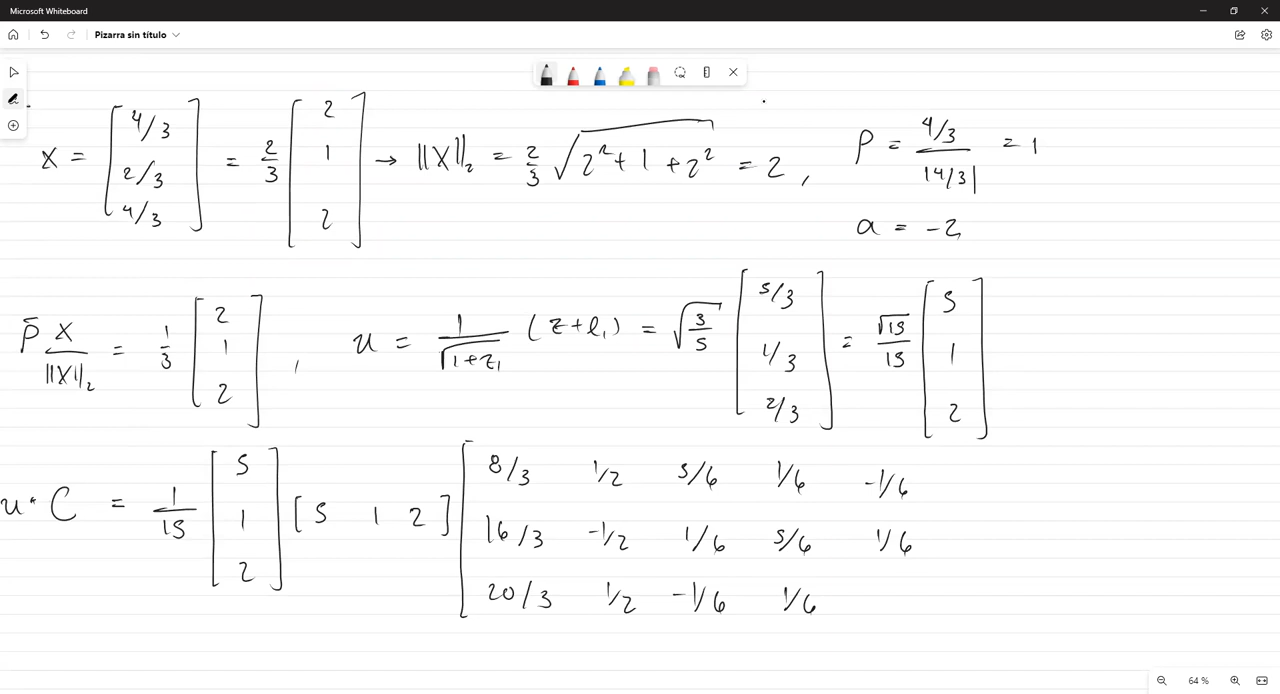 Microsoft Whiteboard
Pizarra sin título
x = [4/3 2/3 4/3] = 2/3 [2 1 2] → ||X||₂ = 2/3 √(2² + 1 + 2²) = 2,
ρ = (4/3)/|4/3| = 1
a = -2,
ρ̄ X/||X||₂ = 1/3 [2 1 2],
u = 1/√(1+z₁) (z + e₁) = √(3/5) [5/3 1/3 2/3] = √15/15 [5 1 2]
u* C = 1/15 [5 1 2] [5 1 2] [
8/3 1/2 5/6 1/6 -1/6
16/3 -1/2 1/6 5/6 1/6
20/3 1/2 -1/6 1/6
64 %